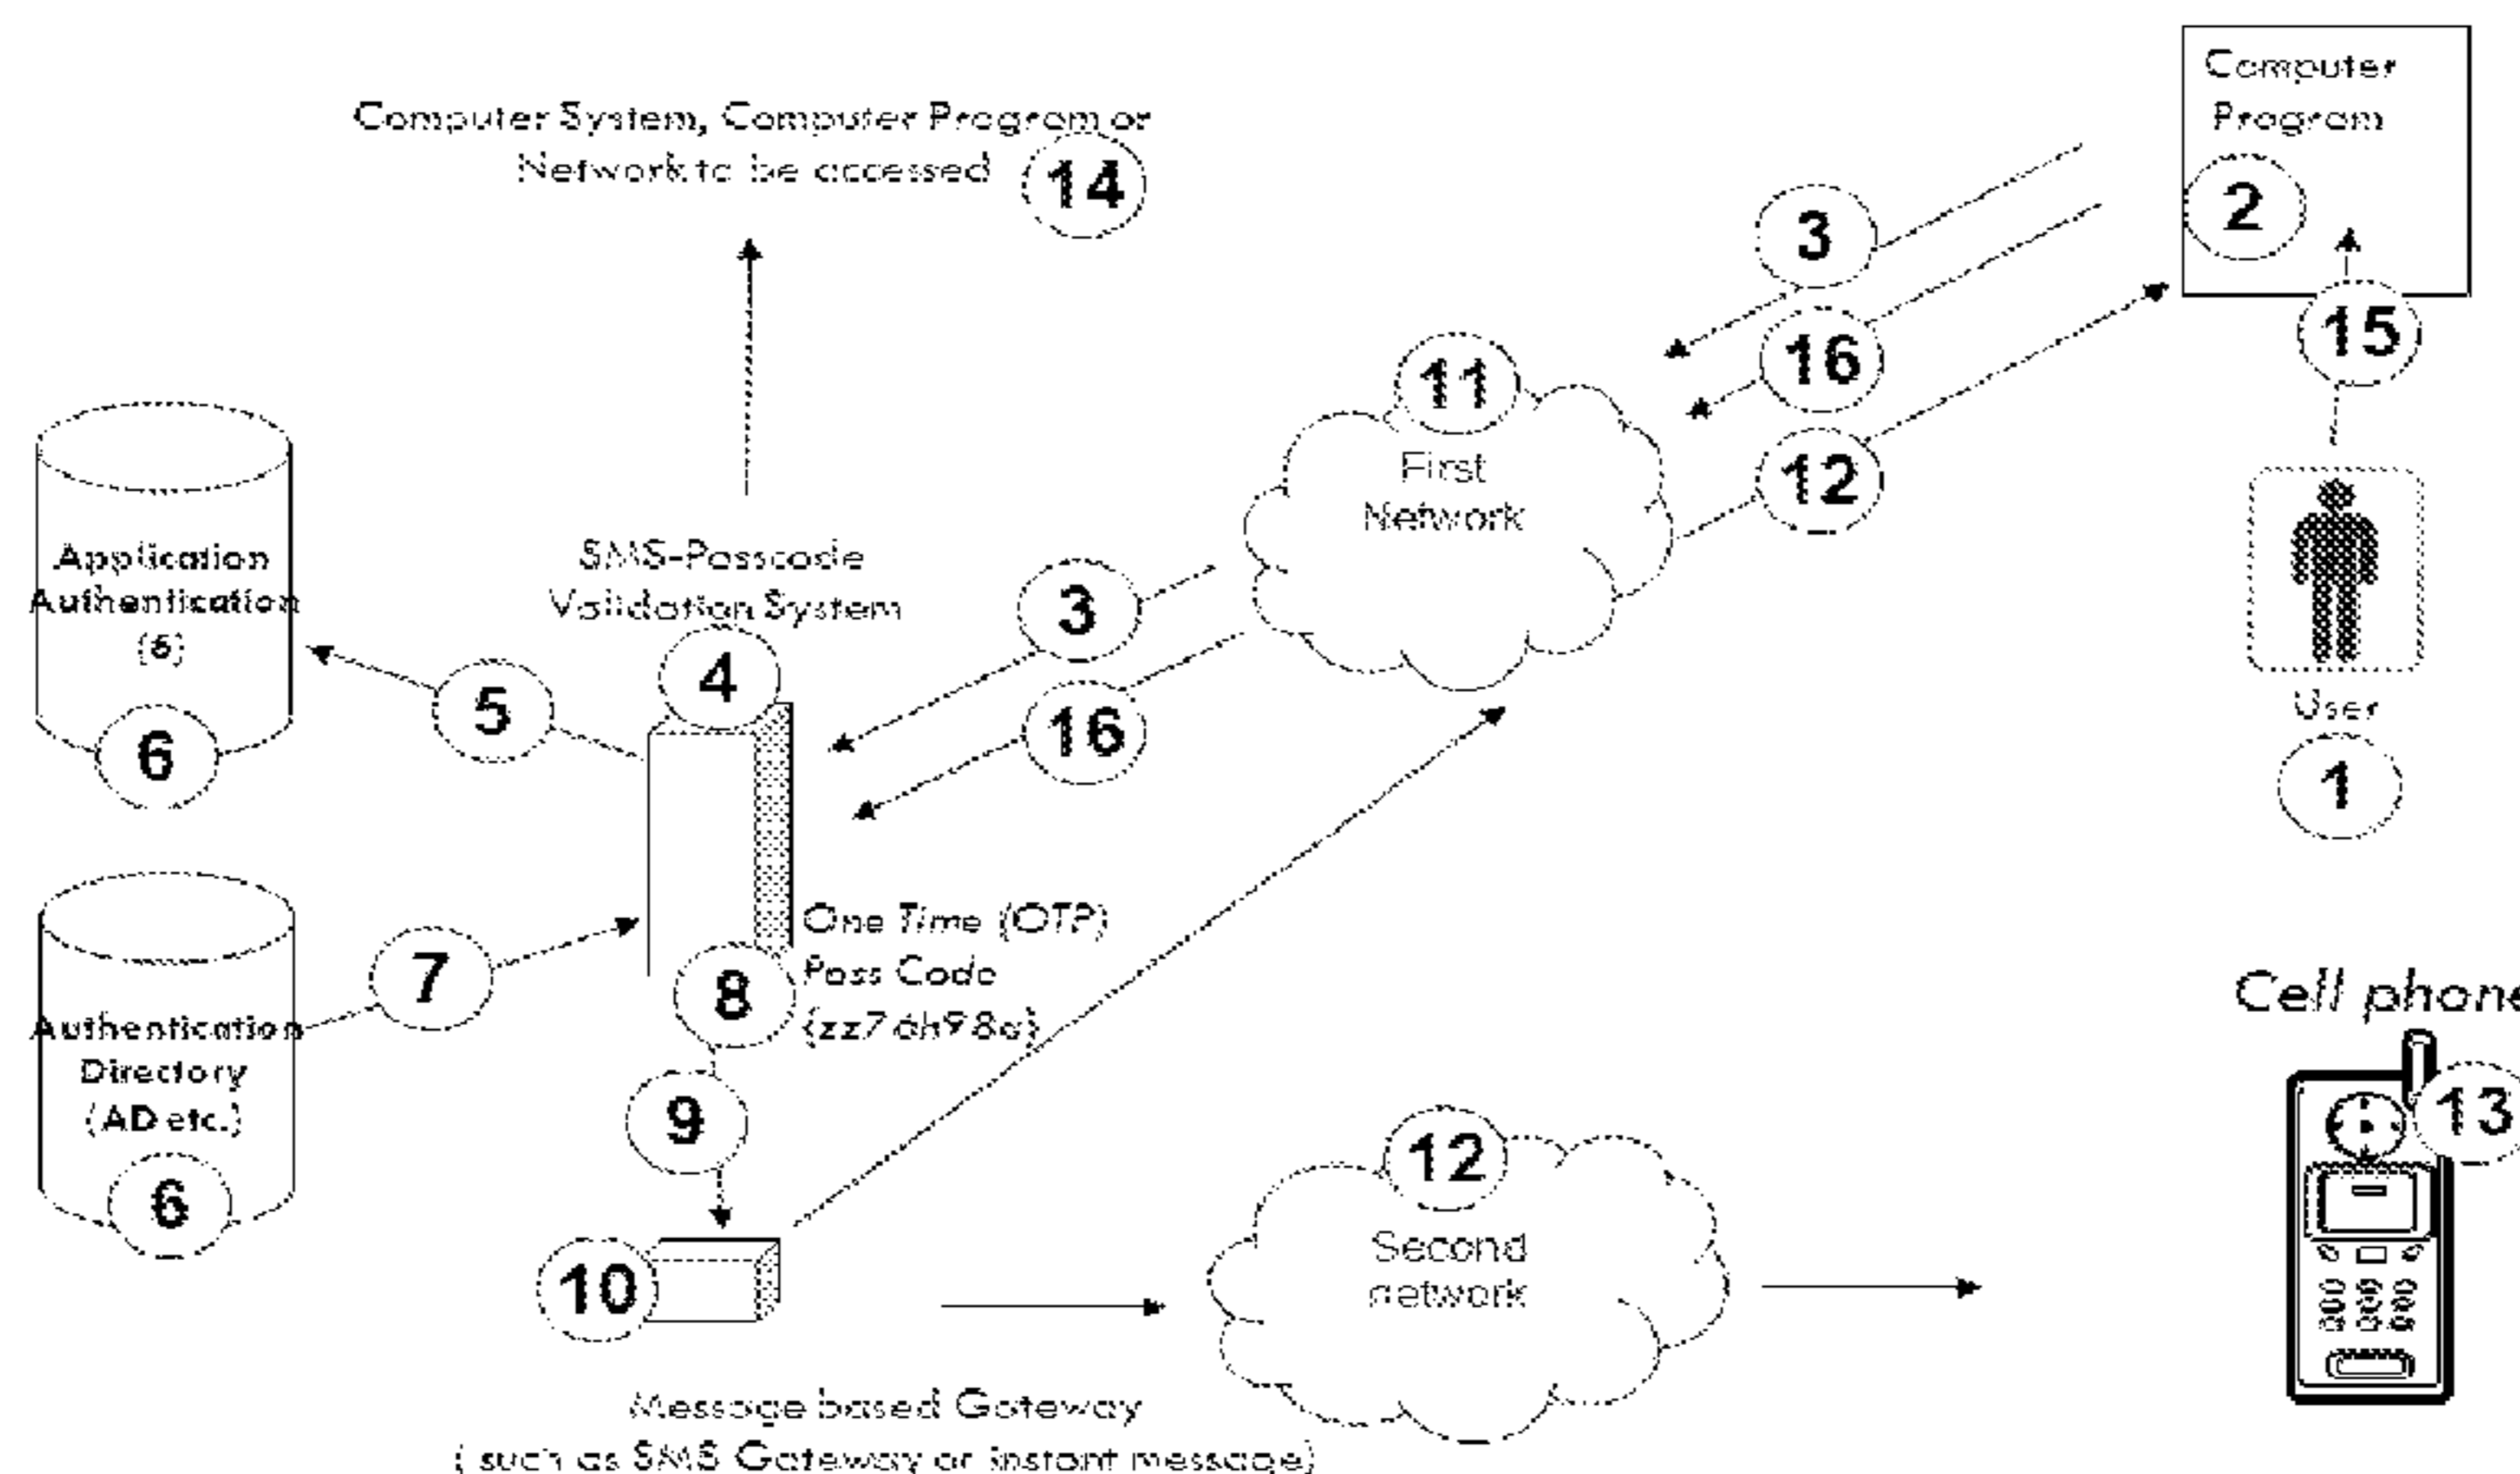 Computer System, Computer Program or
Network to be accessed
14
Computer
Program
2
3
16
12
15
11
First
Network
Application
Authentication
(6)
6
5
SMS-Passcode
Validation System
4
3
16
User
1
Authentication
Directory
(AD etc.)
6
7
8
One Time (OTP)
Pass Code
9
10
12
Second
network
Cell phone
13
Message based Gateway
( such as SMS Gateway or instant message)